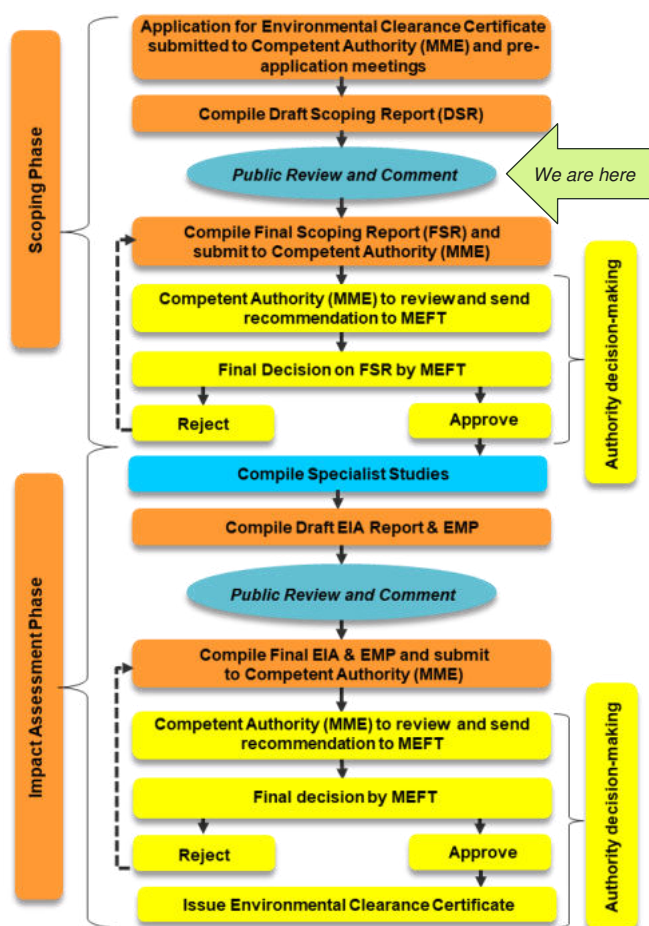 Application for Environmental Clearance Certificate
submitted to Competent Authority (MME) and pre-
application meetings
Compile Draft Scoping Report (DSR)
Public Review and Comment
We are here
Scoping Phase
Compile Final Scoping Report (FSR) and
submit to Competent Authority (MME)
Competent Authority (MME) to review and send
recommendation to MEFT
Final Decision on FSR by MEFT
Reject
Approve
Authority decision-making
Compile Specialist Studies
Compile Draft EIA Report & EMP
Public Review and Comment
Impact Assessment Phase
Compile Final EIA & EMP and submit
to Competent Authority (MME)
Competent Authority (MME) to review and send
recommendation to MEFT
Final decision by MEFT
Reject
Approve
Issue Environmental Clearance Certificate
Authority decision-making